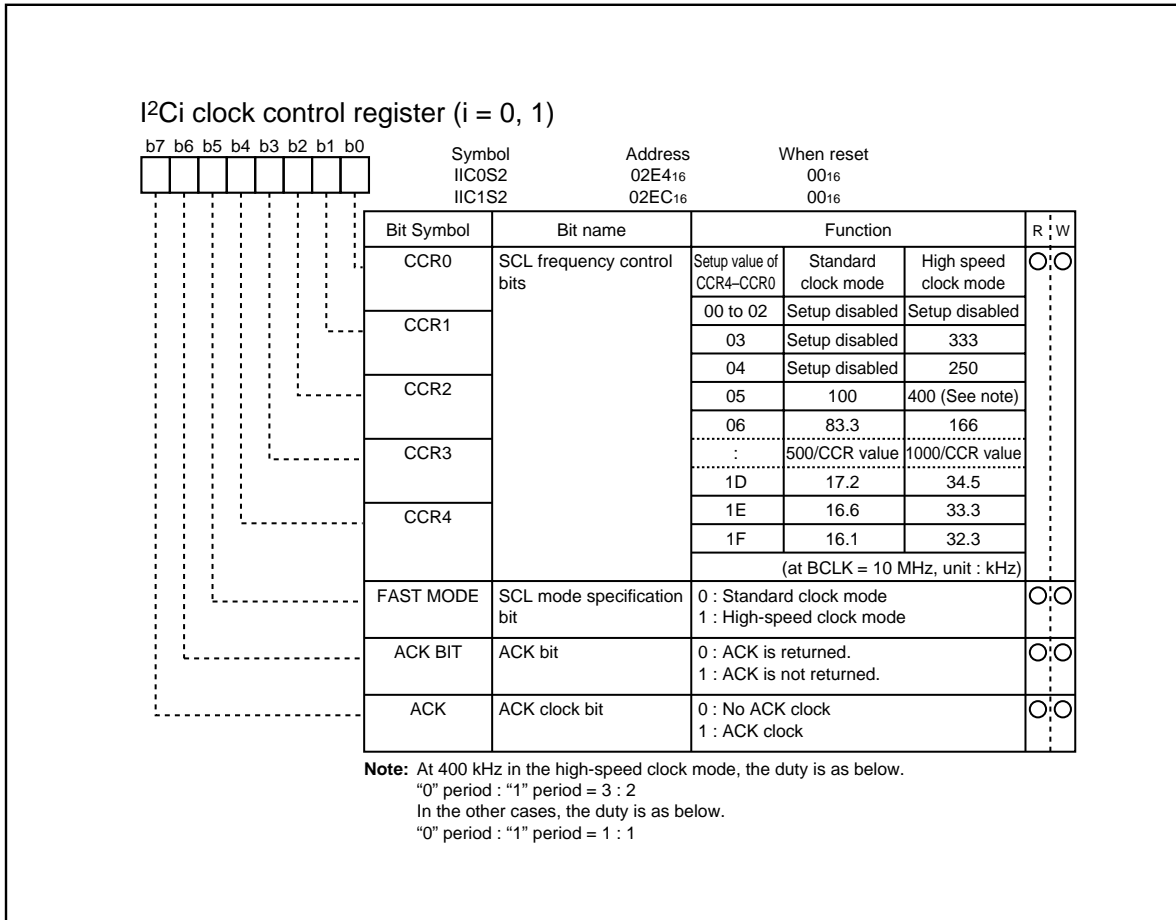 I²Ci clock control register (i = 0, 1)
b7 b6 b5 b4 b3 b2 b1 b0
Symbol Address When reset
IIC0S2 02E4₁₆ 00₁₆
IIC1S2 02EC₁₆ 00₁₆
Bit Symbol Bit name Function R W
CCR0 SCL frequency control bits
CCR1
CCR2
CCR3
CCR4
Setup value of CCR4–CCR0 Standard clock mode High speed clock mode
00 to 02 Setup disabled Setup disabled
03 Setup disabled 333
04 Setup disabled 250
05 100 400 (See note)
06 83.3 166
: 500/CCR value 1000/CCR value
1D 17.2 34.5
1E 16.6 33.3
1F 16.1 32.3
(at BCLK = 10 MHz, unit : kHz)
FAST MODE SCL mode specification bit 0 : Standard clock mode
1 : High-speed clock mode
ACK BIT ACK bit 0 : ACK is returned.
1 : ACK is not returned.
ACK ACK clock bit 0 : No ACK clock
1 : ACK clock
Note: At 400 kHz in the high-speed clock mode, the duty is as below.
“0” period : “1” period = 3 : 2
In the other cases, the duty is as below.
“0” period : “1” period = 1 : 1